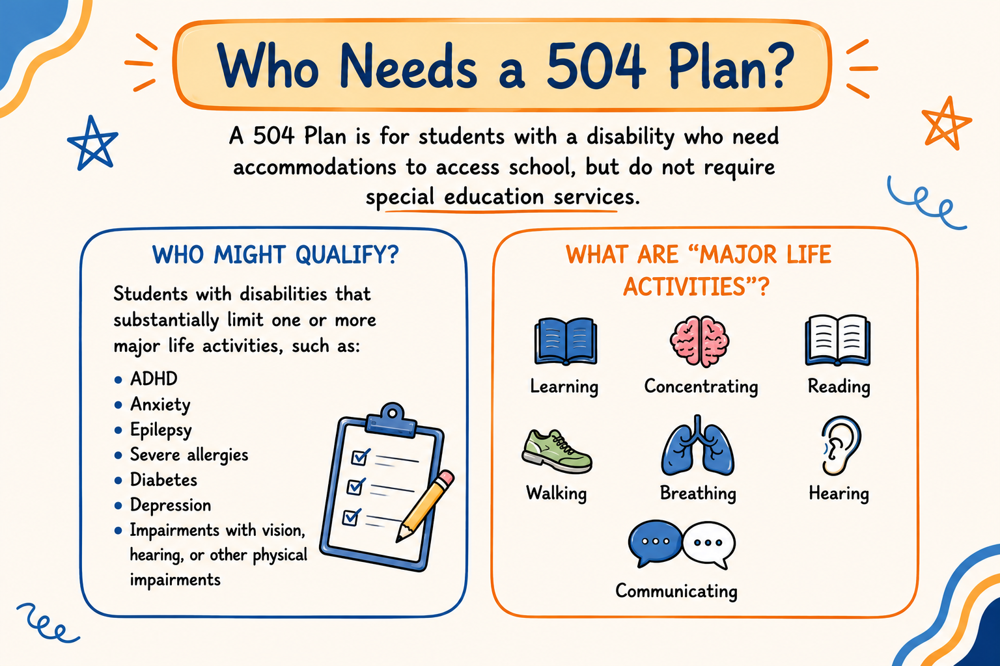 Who Needs a 504 Plan?
A 504 Plan is for students with a disability who need
accommodations to access school, but do not require
special education services.
WHO MIGHT QUALIFY?
Students with disabilities that
substantially limit one or more
major life activities, such as:
• ADHD
• Anxiety
• Epilepsy
• Severe allergies
• Diabetes
• Depression
• Impairments with vision,
hearing, or other physical
impairments
WHAT ARE “MAJOR LIFE
ACTIVITIES”?
Learning
Concentrating
Reading
Walking
Breathing
Hearing
Communicating